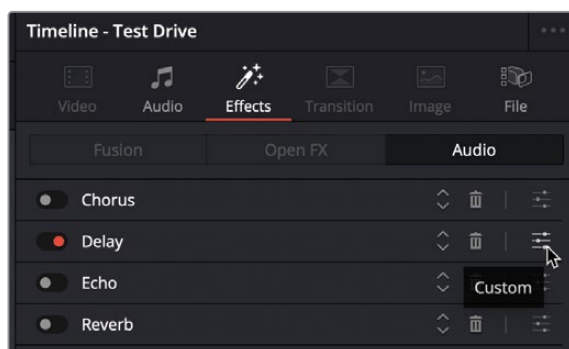 Timeline - Test Drive
Video Audio Effects Transition Image File
Fusion Open FX Audio
Chorus
Delay
Echo
Custom
Reverb